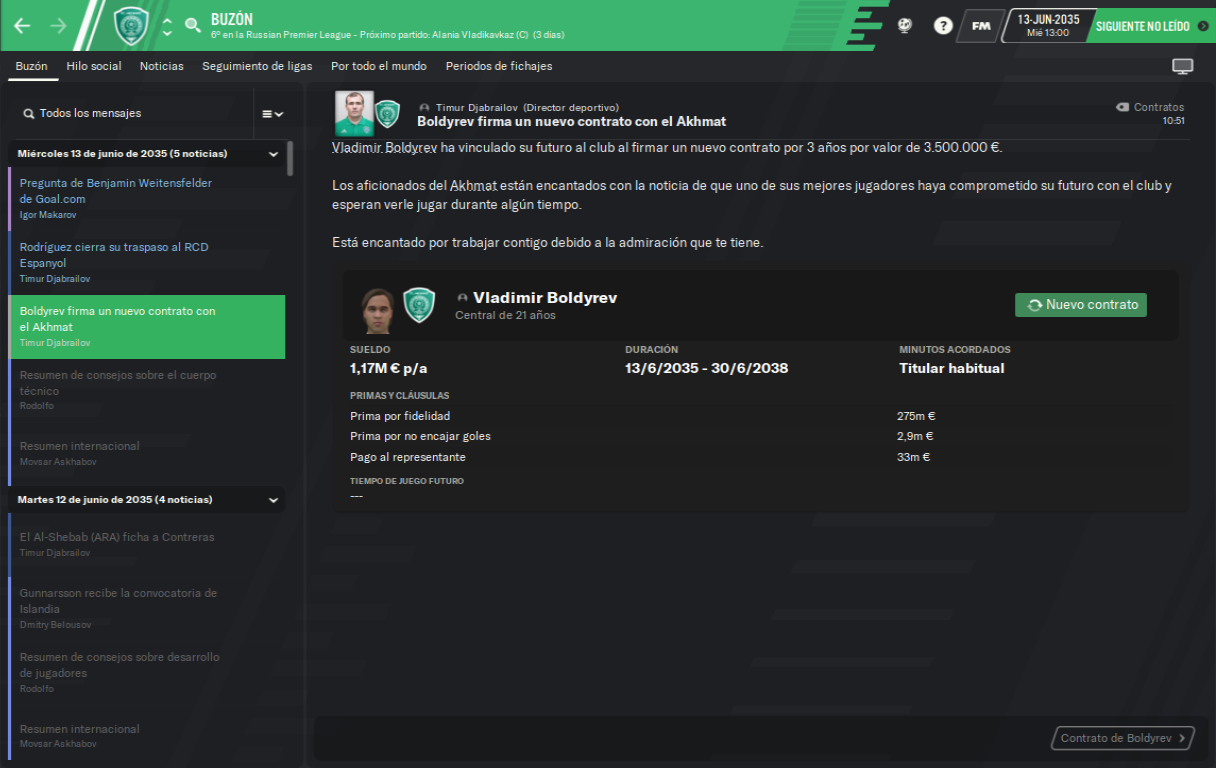 BUZÓN
6º en la Russian Premier League - Próximo partido: Alania Vladikavkaz (C) (3 días)
?
FM
13-JUN-2035
Mié 13:00
SIGUIENTE NO LEÍDO
Buzón
Hilo social
Noticias
Seguimiento de ligas
Por todo el mundo
Periodos de fichajes
Todos los mensajes
Miércoles 13 de junio de 2035 (5 noticias)
Pregunta de Benjamin Weitensfelder
de Goal.com
Igor Makarov
Rodríguez cierra su traspaso al RCD
Espanyol
Timur Djabrailov
Boldyrev firma un nuevo contrato con
el Akhmat
Timur Djabrailov
Resumen de consejos sobre el cuerpo
técnico
Rodolfo
Resumen internacional
Movsar Askhabov
Martes 12 de junio de 2035 (4 noticias)
El Al-Shebab (ARA) ficha a Contreras
Timur Djabrailov
Gunnarsson recibe la convocatoria de
Islandia
Dmitry Belousov
Resumen de consejos sobre desarrollo
de jugadores
Rodolfo
Resumen internacional
Movsar Askhabov
Timur Djabrailov (Director deportivo)
Boldyrev firma un nuevo contrato con el Akhmat
Contratos
10:51
Vladimir Boldyrev ha vinculado su futuro al club al firmar un nuevo contrato por 3 años por valor de 3.500.000 €.
Los aficionados del Akhmat están encantados con la noticia de que uno de sus mejores jugadores haya comprometido su futuro con el club y
esperan verle jugar durante algún tiempo.
Está encantado por trabajar contigo debido a la admiración que te tiene.
Vladimir Boldyrev
Central de 21 años
Nuevo contrato
SUELDO
DURACIÓN
MINUTOS ACORDADOS
1,17M € p/a
13/6/2035 - 30/6/2038
Titular habitual
PRIMAS Y CLÁUSULAS
Prima por fidelidad
275m €
Prima por no encajar goles
2,9m €
Pago al representante
33m €
TIEMPO DE JUEGO FUTURO
---
Contrato de Boldyrev